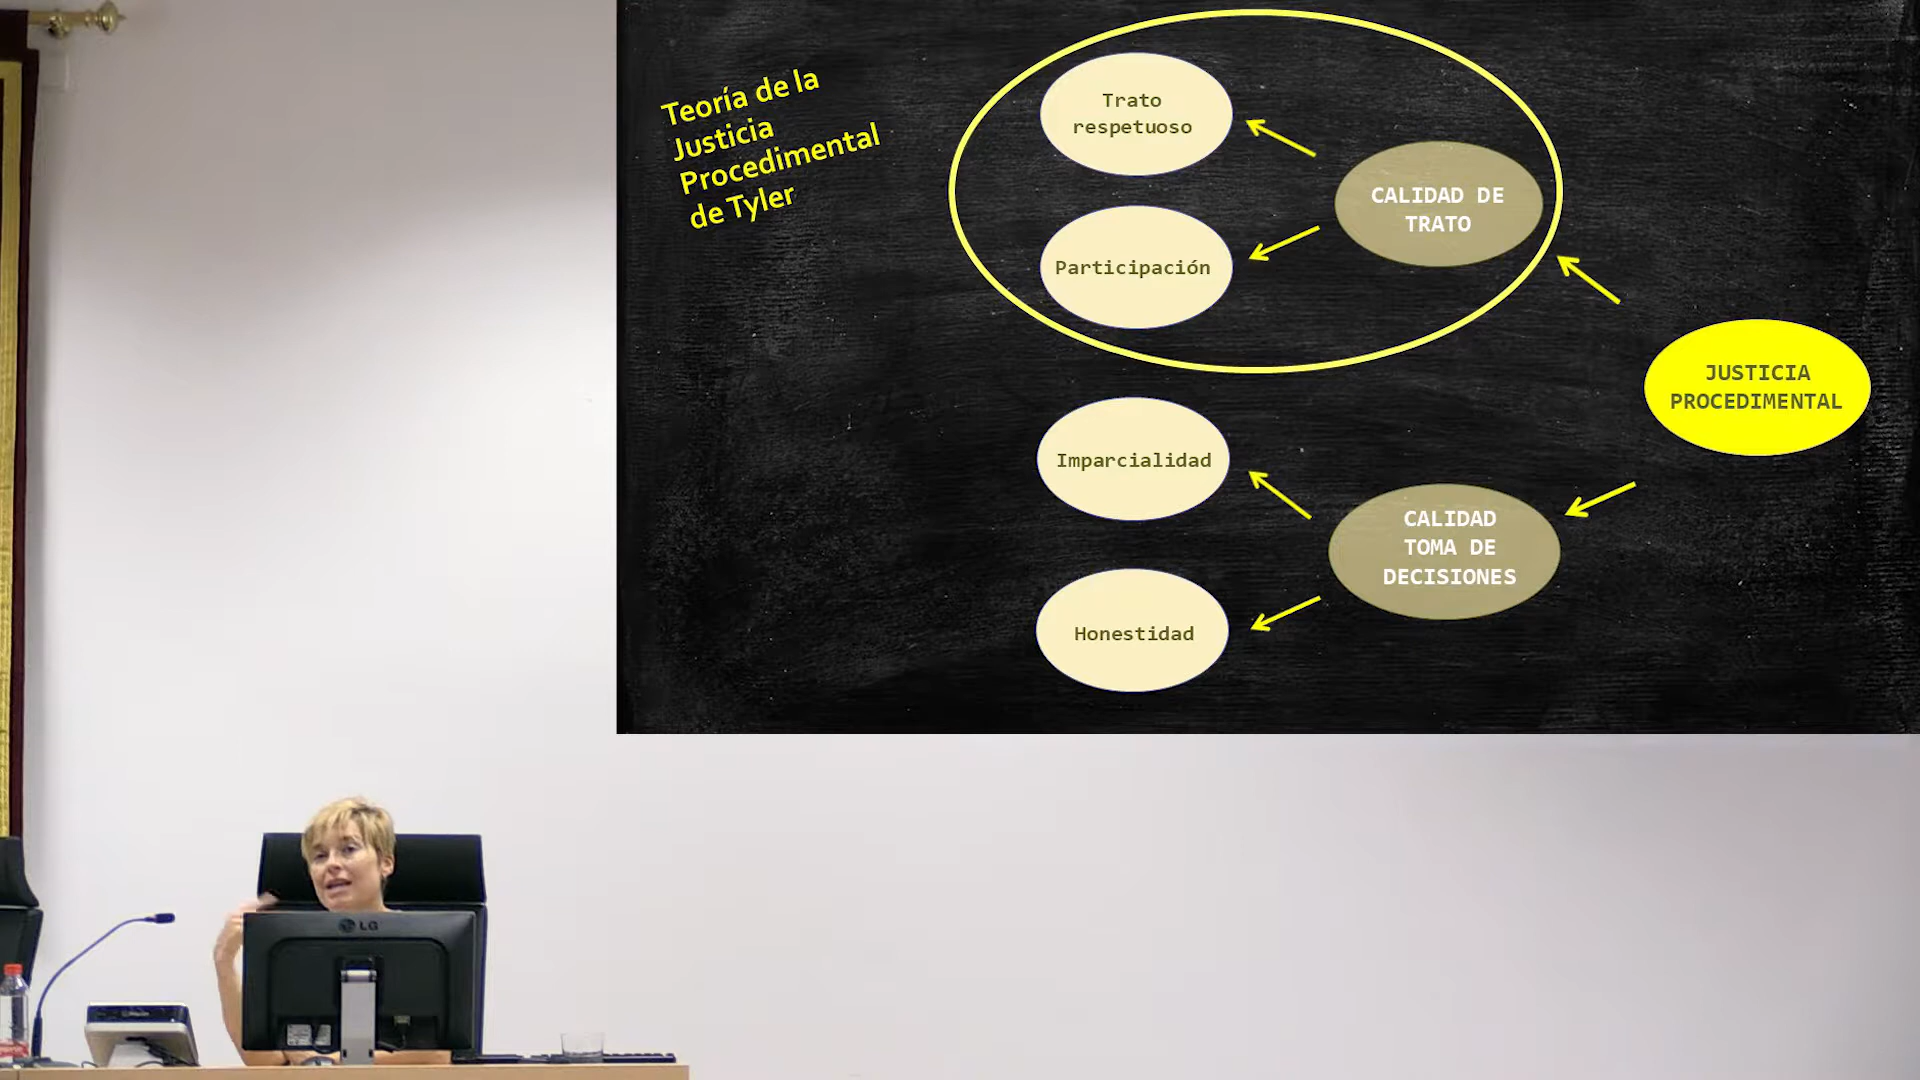 Teoría de la
Justicia
Procedimental
de Tyler
Trato
respetuoso
Participación
CALIDAD DE
TRATO
JUSTICIA
PROCEDIMENTAL
Imparcialidad
CALIDAD
TOMA DE
DECISIONES
Honestidad
LG